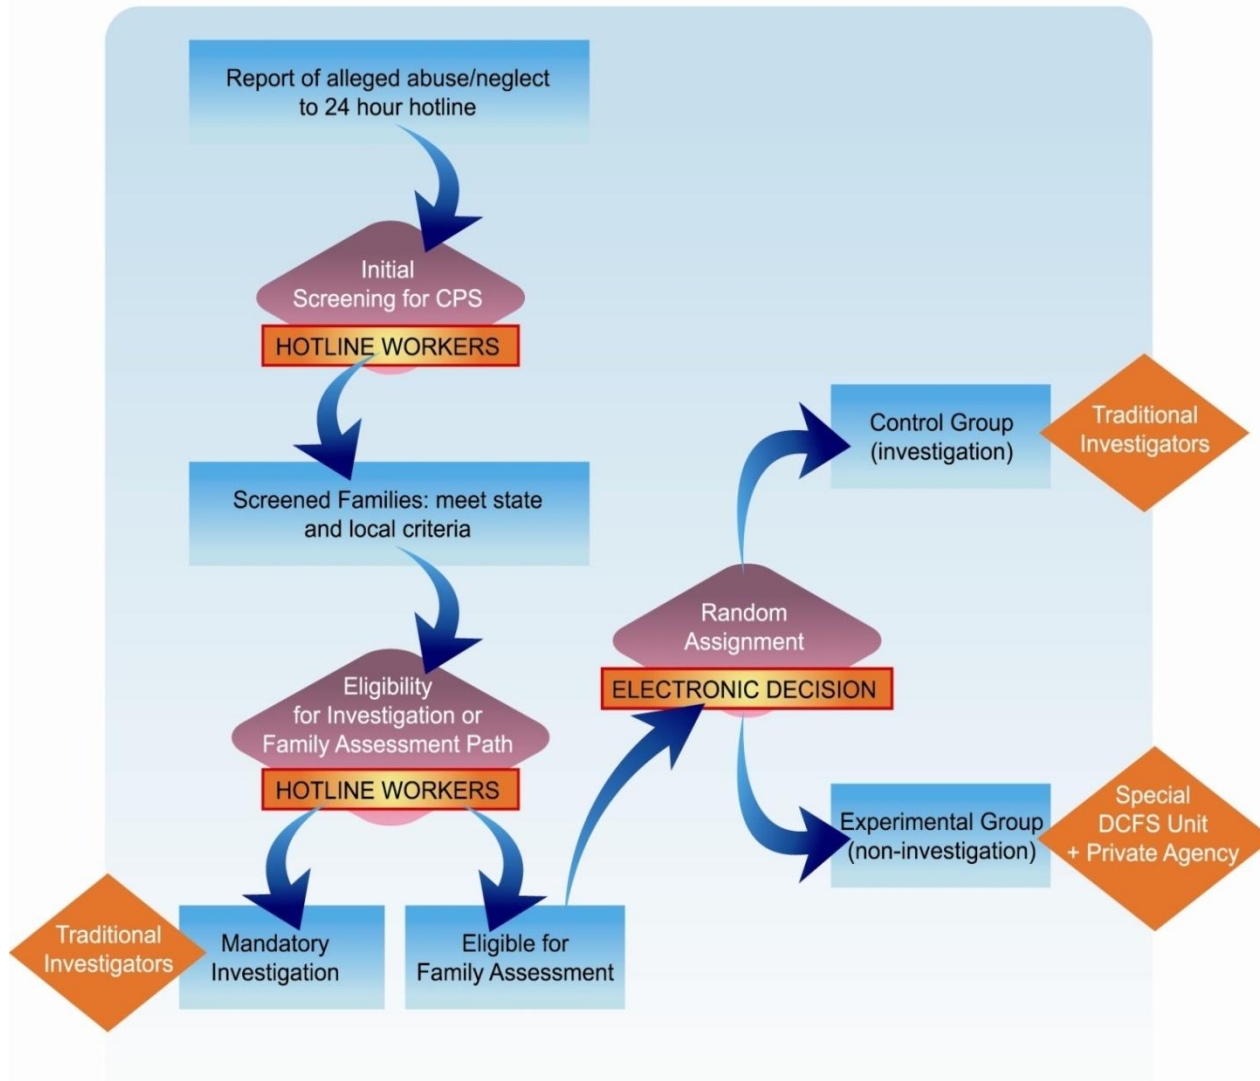 Report of alleged abuse/neglect
to 24 hour hotline
Initial
Screening for CPS
HOTLINE WORKERS
Screened Families: meet state
and local criteria
Eligibility
for Investigation or
Family Assessment Path
HOTLINE WORKERS
Traditional
Investigators
Mandatory
Investigation
Eligible for
Family Assessment
Random
Assignment
ELECTRONIC DECISION
Control Group
(investigation)
Traditional
Investigators
Experimental Group
(non-investigation)
Special
DCFS Unit
+ Private Agency